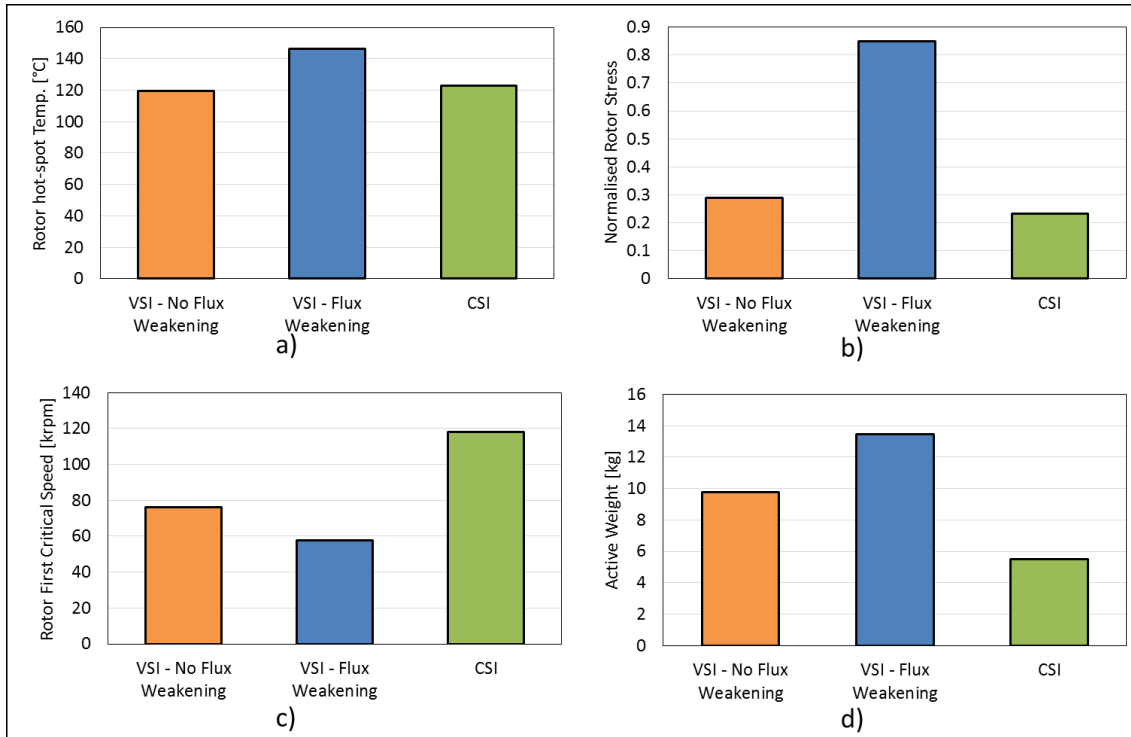 160
140
120
100
80
60
40
20
0
Rotor hot-spot Temp. [°C]
VSI - No Flux
Weakening
VSI - Flux
Weakening
CSI
a)
0.9
0.8
0.7
0.6
0.5
0.4
0.3
0.2
0.1
0
Normalised Rotor Stress
VSI - No Flux
Weakening
VSI - Flux
Weakening
CSI
b)
140
120
100
80
60
40
20
0
Rotor First Critical Speed [krpm]
VSI - No Flux
Weakening
VSI - Flux
Weakening
CSI
c)
16
14
12
10
8
6
4
2
0
Active Weight [kg]
VSI - No Flux
Weakening
VSI - Flux
Weakening
CSI
d)